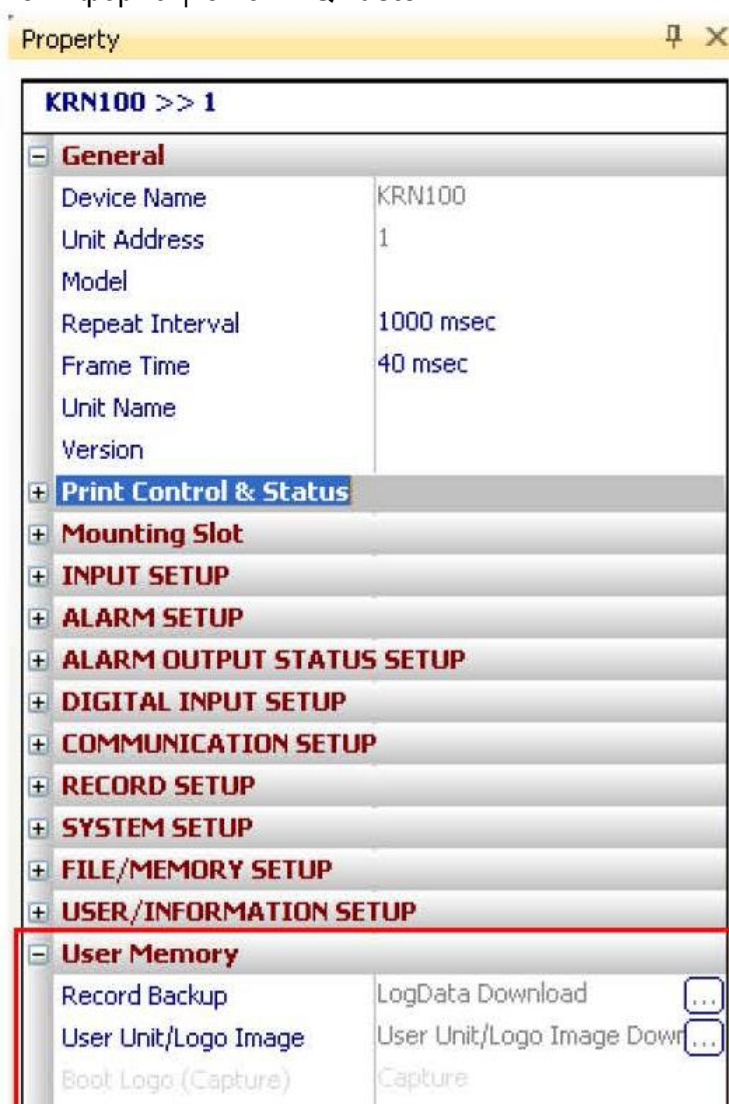 Property
KRN100 >> 1
General
Device Name KRN100
Unit Address 1
Model
Repeat Interval 1000 msec
Frame Time 40 msec
Unit Name
Version
Print Control & Status
Mounting Slot
INPUT SETUP
ALARM SETUP
ALARM OUTPUT STATUS SETUP
DIGITAL INPUT SETUP
COMMUNICATION SETUP
RECORD SETUP
SYSTEM SETUP
FILE/MEMORY SETUP
USER/INFORMATION SETUP
User Memory
Record Backup LogData Download ...
User Unit/Logo Image User Unit/Logo Image Down ...
Boot Logo (Capture) Capture